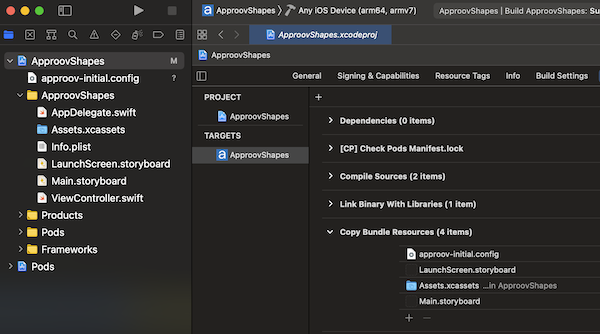 ApproovShapes
Any iOS Device (arm64, armv7)
ApproovShapes | Build ApproovShapes: Su
ApproovShapes M
approov-initial.config ?
ApproovShapes
AppDelegate.swift
Assets.xcassets
Info.plist
LaunchScreen.storyboard
Main.storyboard
ViewController.swift
Products
Pods
Frameworks
Pods
ApproovShapes.xcodeproj
ApproovShapes
General
Signing & Capabilities
Resource Tags
Info
Build Settings
PROJECT
ApproovShapes
TARGETS
ApproovShapes
Dependencies (0 items)
[CP] Check Pods Manifest.lock
Compile Sources (2 items)
Link Binary With Libraries (1 item)
Copy Bundle Resources (4 items)
approov-initial.config
LaunchScreen.storyboard
Assets.xcassets ...in ApproovShapes
Main.storyboard